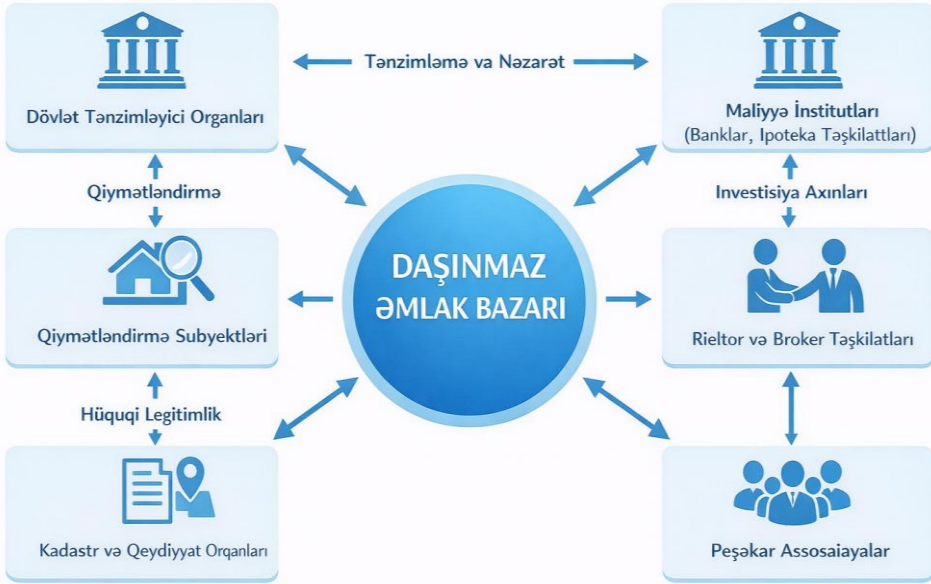 Tənzimləmə va Nəzarət
Dövlət Tənzimləyici Orqanları
Maliyyə İnstitutları
(Banklar, Ipoteka Təşkilattları)
Qiymətləndirmə
Investisiya Axınları
DAŞINMAZ
ƏMLAK BAZARI
Qiymətləndirmə Subyektləri
Rieltor və Broker Təşkilatları
Hüquqi Legitimlik
Kadastr və Qeydiyyat Orqanları
Peşəkar Assosaiayalar